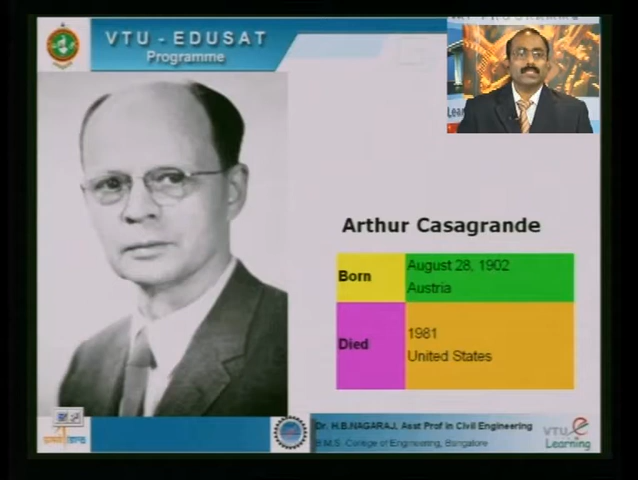 VTU - EDUSAT
Programme
Arthur Casagrande
Born
August 28, 1902
Austria
Died
1981
United States
Dr. H.B.NAGARAJ, Asst Prof in Civil Engineering
B.M.S. College of Engineering, Bangalore
VTU e
Learning